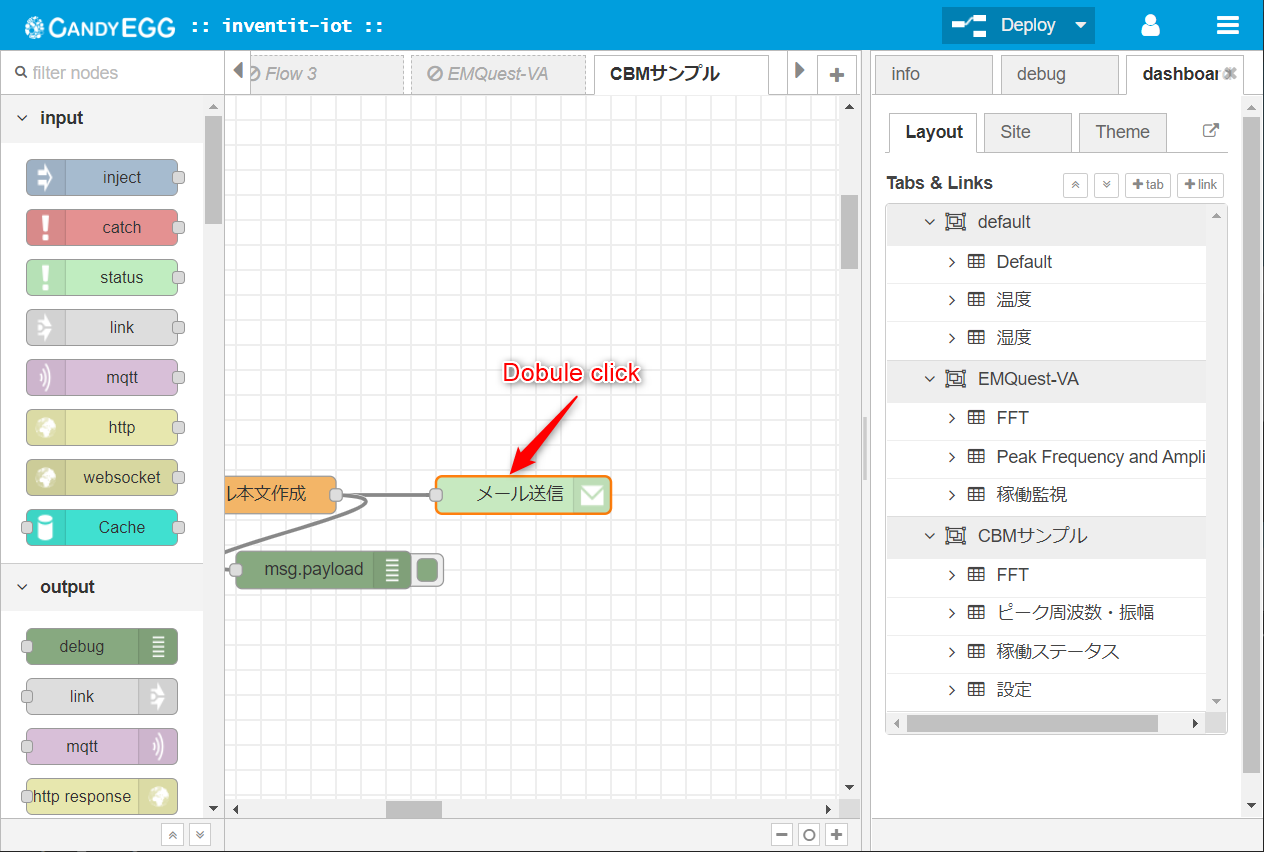 CANDYEGG :: inventit-iot ::
Deploy
filter nodes
Flow 3
EMQuest-VA
CBMサンプル
info
debug
dashboar
input
inject
catch
status
link
mqtt
http
websocket
Cache
output
debug
link
mqtt
http response
Dobule click
ル本文作成
メール送信
msg.payload
Layout
Site
Theme
Tabs & Links
tab
link
default
Default
温度
湿度
EMQuest-VA
FFT
Peak Frequency and Ampli
稼働監視
CBMサンプル
FFT
ピーク周波数・振幅
稼働ステータス
設定